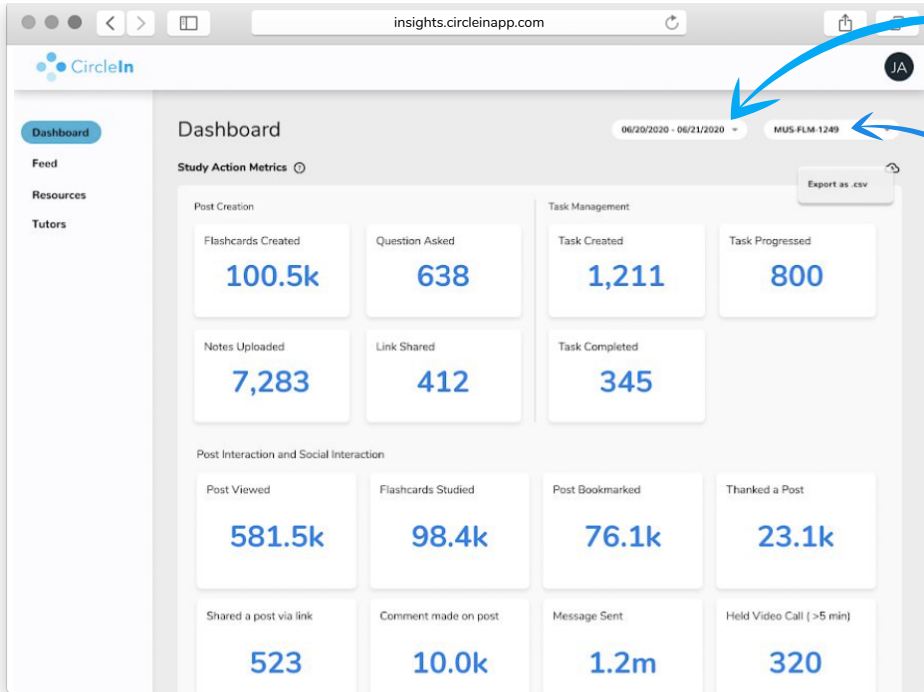 insights.circleinapp.com
CircleIn
JA
Dashboard
Feed
Resources
Tutors
Dashboard
06/20/2020 - 06/21/2020
MUS-FLM-1249
Study Action Metrics
Export as .csv
Post Creation
Task Management
Flashcards Created
Question Asked
Task Created
Task Progressed
100.5k
638
1,211
800
Notes Uploaded
Link Shared
Task Completed
7,283
412
345
Post Interaction and Social Interaction
Post Viewed
Flashcards Studied
Post Bookmarked
Thanked a Post
581.5k
98.4k
76.1k
23.1k
Shared a post via link
Comment made on post
Message Sent
Held Video Call ( >5 min)
523
10.0k
1.2m
320